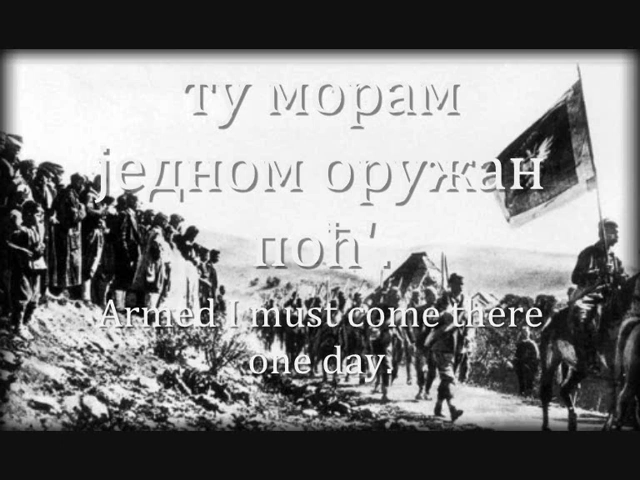 ту морам
једном оружан
поћ'.
Armed I must come there
one day.